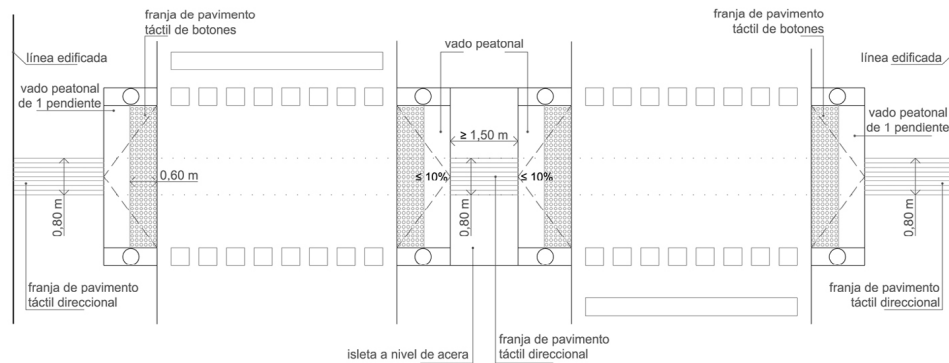 franja de pavimento
táctil de botones
línea edificada
vado peatonal
de 1 pendiente
vado peatonal
franja de pavimento
táctil de botones
línea edificada
vado peatonal
de 1 pendiente
≥ 1,50 m
0,60 m
≤ 10%
≤ 10%
0,80 m
0,80 m
0,80 m
franja de pavimento
táctil direccional
franja de pavimento
táctil direccional
isleta a nivel de acera
franja de pavimento
táctil direccional